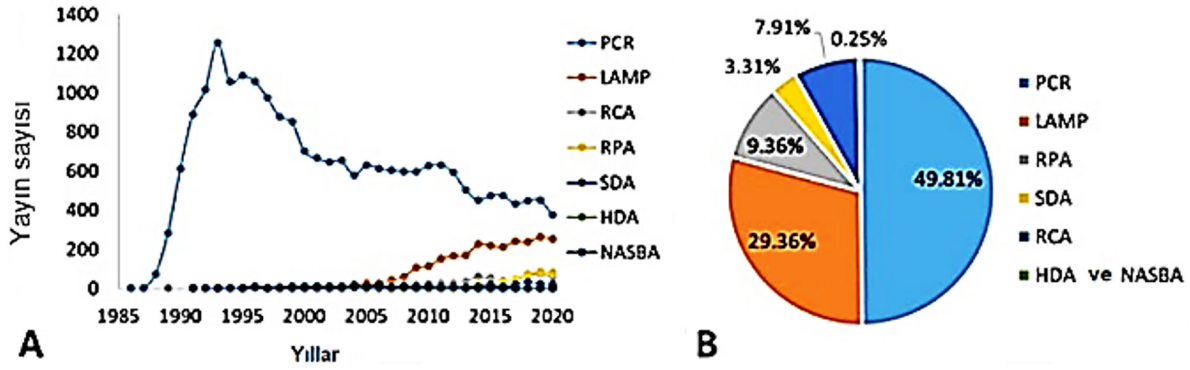 Yayın sayısı
1400
1200
1000
800
600
400
200
0
1985 1990 1995 2000 2005 2010 2015 2020
Yıllar
PCR
LAMP
RCA
RPA
SDA
HDA
NASBA
A
7.91% 0.25%
3.31%
9.36%
49.81%
29.36%
PCR
LAMP
RPA
SDA
RCA
HDA ve NASBA
B